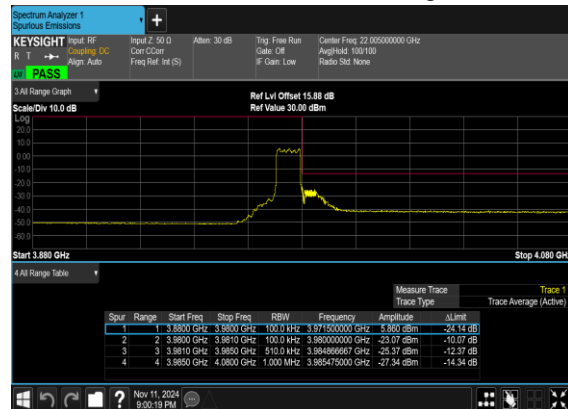 Spectrum Analyzer 1
Spurious Emissions
+
KEYSIGHT Input: RF Input Z: 50 Ω Atten: 30 dB Trig: Free Run Center Freq: 22.005000000 GHz
R T Coupling: DC Corr CCorr Gate: Off Avg|Hold: 100/100
Align: Auto Freq Ref: Int (S) IF Gain: Low Radio Std: None
LXI PASS
3 All Range Graph
Ref Lvl Offset 15.88 dB
Scale/Div 10.0 dB Ref Value 30.00 dBm
Log
20.0
10.0
0.00
-10.0
-20.0
-30.0
-40.0
-50.0
-60.0
Start 3.880 GHz Stop 4.080 GH
4 All Range Table
Measure Trace Trace 1
Trace Type Trace Average (Active)
Spur Range Start Freq Stop Freq RBW Frequency Amplitude ΔLimit
1 1 3.8800 GHz 3.9800 GHz 100.0 kHz 3.971500000 GHz 5.860 dBm -24.14 dB
2 2 3.9800 GHz 3.9810 GHz 100.0 kHz 3.980000000 GHz -23.07 dBm -10.07 dB
3 3 3.9810 GHz 3.9850 GHz 510.0 kHz 3.984866667 GHz -25.37 dBm -12.37 dB
4 4 3.9850 GHz 4.0800 GHz 1.000 MHz 3.985475000 GHz -27.34 dBm -14.34 dB
? Nov 11, 2024
9:00:19 PM